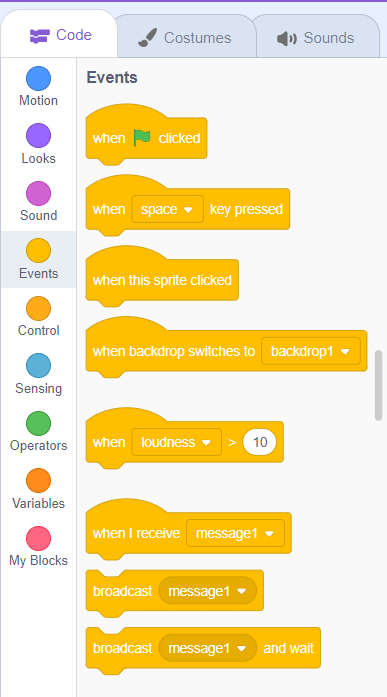 Code
Costumes
Sounds
Motion
Looks
Sound
Events
Control
Sensing
Operators
Variables
My Blocks
Events
when clicked
when space key pressed
when this sprite clicked
when backdrop switches to backdrop1
when loudness > 10
when I receive message1
broadcast message1
broadcast message1 and wait